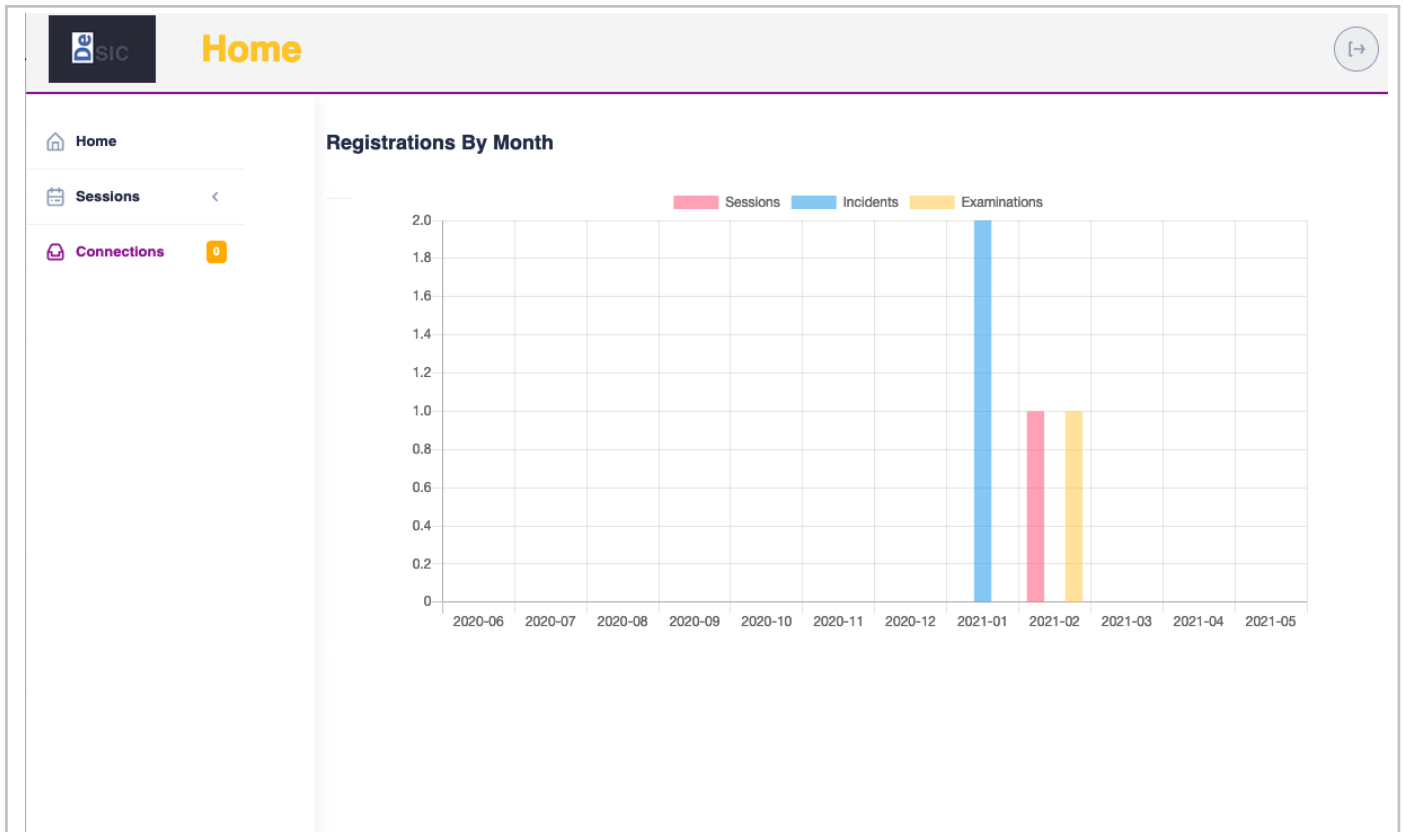 De SIC
Home
Home
Sessions
Connections 0
Registrations By Month
Sessions Incidents Examinations
2.0
1.8
1.6
1.4
1.2
1.0
0.8
0.6
0.4
0.2
0
2020-06 2020-07 2020-08 2020-09 2020-10 2020-11 2020-12 2021-01 2021-02 2021-03 2021-04 2021-05